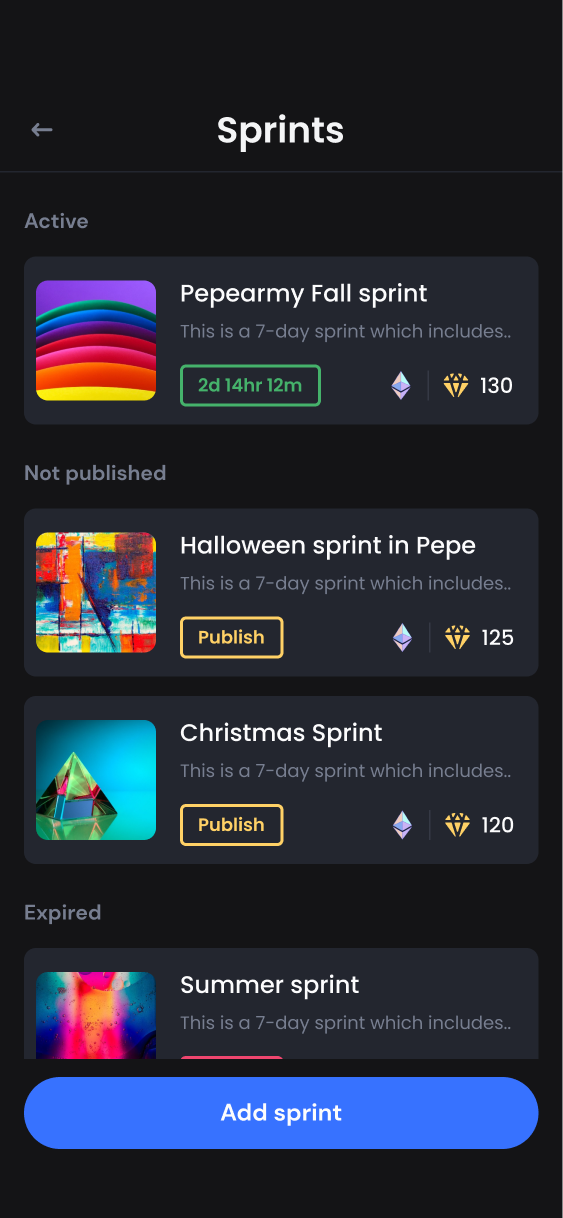 Sprints
Active
Pepearmy Fall sprint
This is a 7-day sprint which includes..
2d 14hr 12m
130
Not published
Halloween sprint in Pepe
This is a 7-day sprint which includes..
Publish
125
Christmas Sprint
This is a 7-day sprint which includes..
Publish
120
Expired
Summer sprint
This is a 7-day sprint which includes..
Add sprint